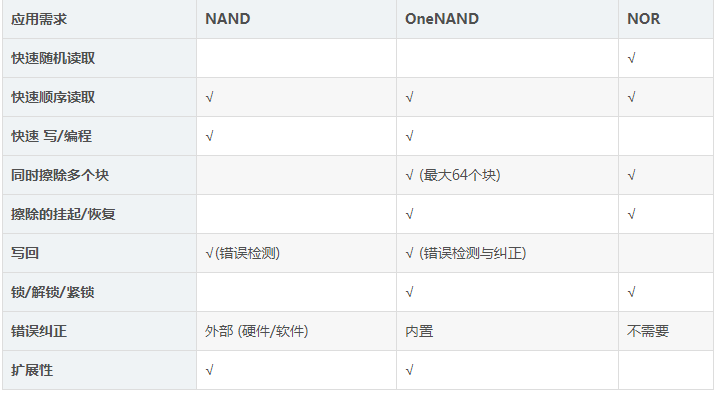 应用需求 NAND OneNAND NOR
快速随机读取 √
快速顺序读取 √ √ √
快速 写/编程 √ √
同时擦除多个块 √ (最大64个块) √
擦除的挂起/恢复 √ √
写回 √(错误检测) √ (错误检测与纠正)
锁/解锁/紧锁 √ √
错误纠正 外部 (硬件/软件) 内置 不需要
扩展性 √ √